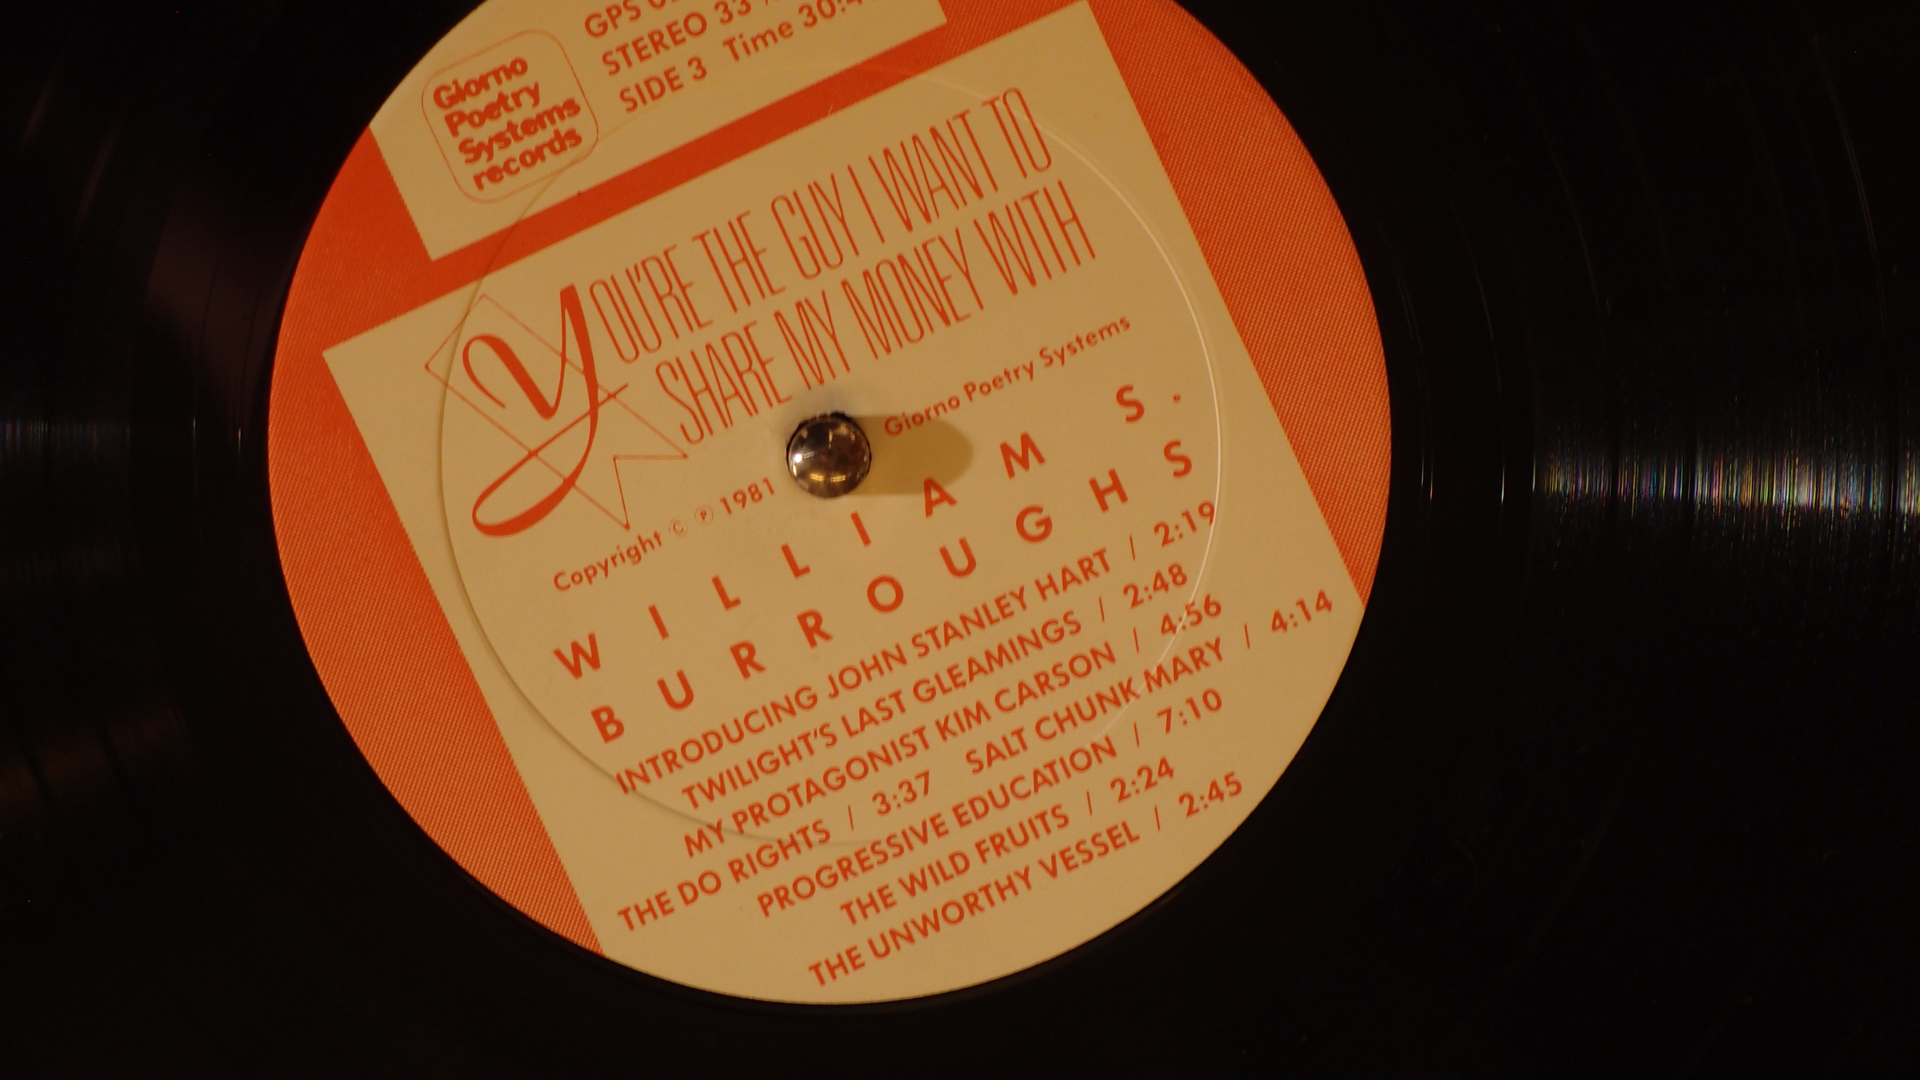 Giorno
Poetry
Systems
records
GPS
STEREO 33
SIDE 3 Time
YOU'RE THE GUY I WANT TO
SHARE MY MONEY WITH
Copyright © ℗ 1981 Giorno Poetry Systems
WILLIAM S.
BURROUGHS
INTRODUCING JOHN STANLEY HART / 2:19
TWILIGHT'S LAST GLEAMINGS / 2:48
MY PROTAGONIST KIM CARSON / 4:56
THE DO RIGHTS / 3:37 SALT CHUNK MARY / 4:14
PROGRESSIVE EDUCATION / 7:10
THE WILD FRUITS / 2:24
THE UNWORTHY VESSEL / 2:45